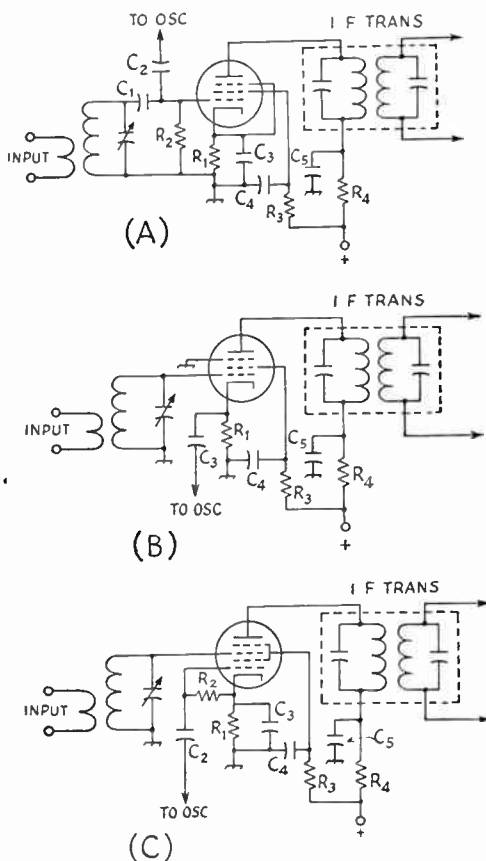 TO OSC
I F TRANS
C2
C1
R2
R1
C3
C4
C5
R3
R4
INPUT
+
(A)
I F TRANS
INPUT
C3
R1
C4
C5
R3
R4
TO OSC
+
(B)
I F TRANS
INPUT
R2
R1
C3
C2
C4
C5
R3
R4
TO OSC
+
(C)